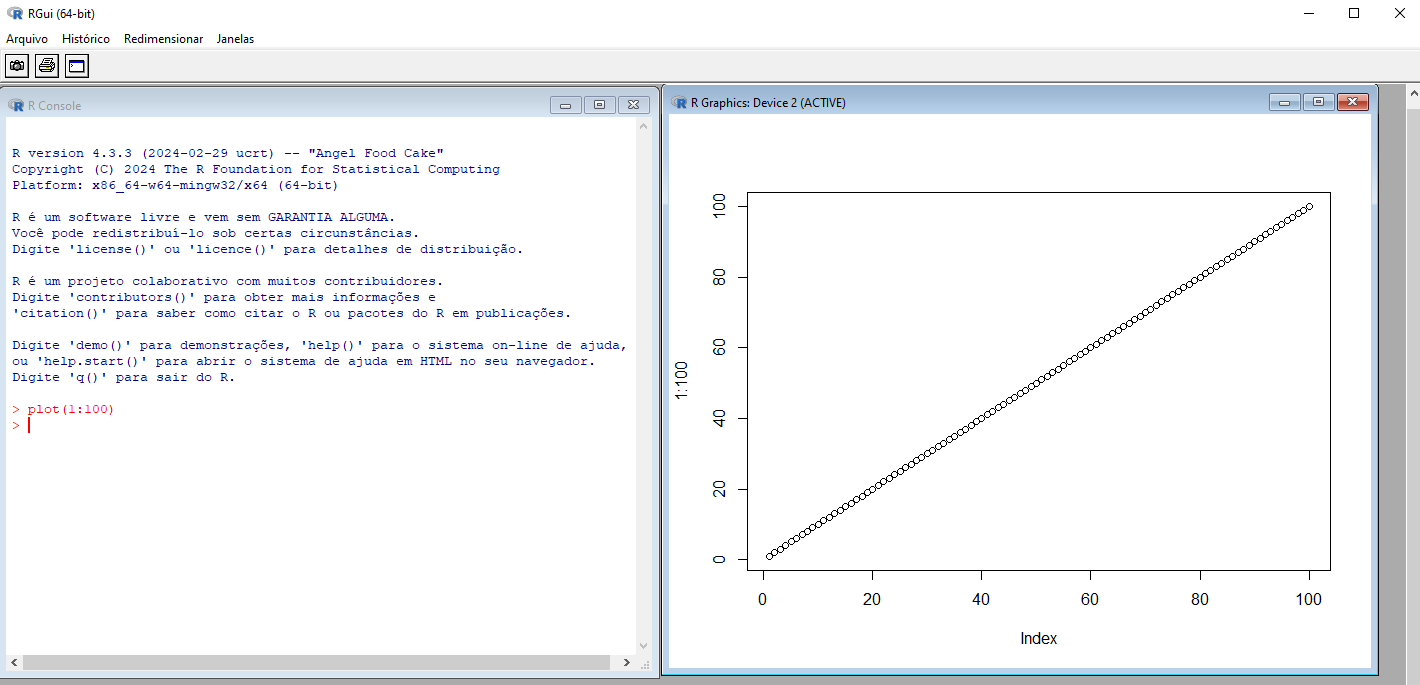 RGui (64-bit)
Arquivo Histórico Redimensionar Janelas
R Console
R version 4.3.3 (2024-02-29 ucrt) -- "Angel Food Cake"
Copyright (C) 2024 The R Foundation for Statistical Computing
Platform: x86_64-w64-mingw32/x64 (64-bit)
R é um software livre e vem sem GARANTIA ALGUMA.
Você pode redistribuí-lo sob certas circunstâncias.
Digite 'license()' ou 'licence()' para detalhes de distribuição.
R é um projeto colaborativo com muitos contribuidores.
Digite 'contributors()' para obter mais informações e
'citation()' para saber como citar o R ou pacotes do R em publicações.
Digite 'demo()' para demonstrações, 'help()' para o sistema on-line de ajuda,
ou 'help.start()' para abrir o sistema de ajuda em HTML no seu navegador.
Digite 'q()' para sair do R.
> plot(1:100)
>
R Graphics: Device 2 (ACTIVE)
100
80
60
40
20
0
1:100
0 20 40 60 80 100
Index